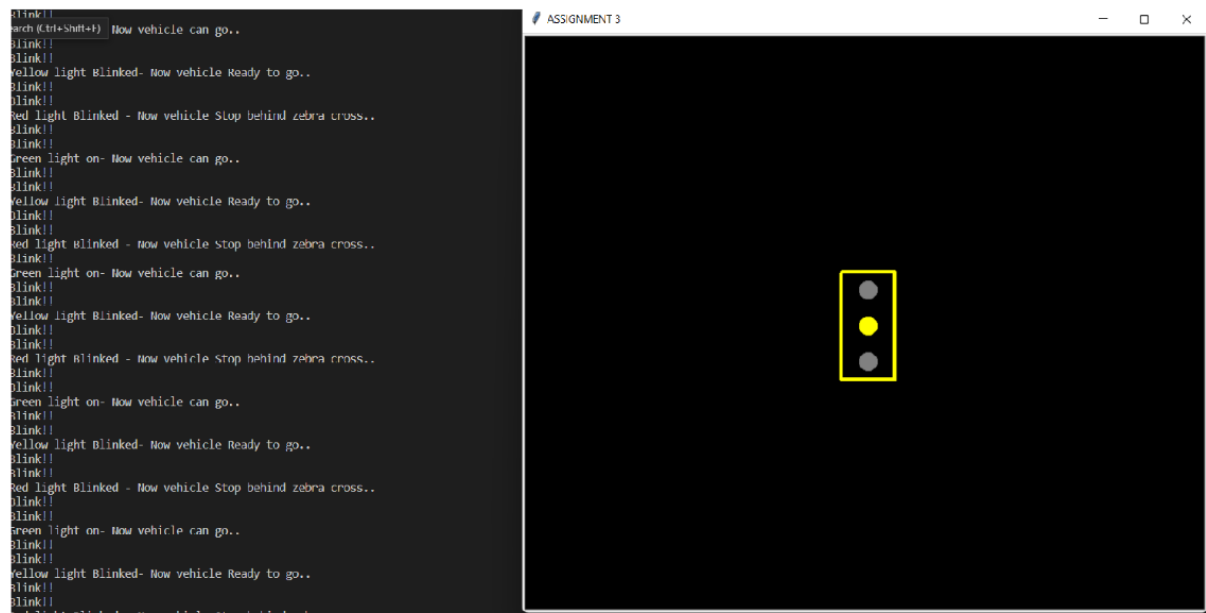 Blink!!
arch (Ctrl+Shift+F) Now vehicle can go..
Blink!!
Blink!!
Yellow light Blinked- Now vehicle Ready to go..
Blink!!
Blink!!
Red light Blinked - Now vehicle Stop behind zebra cross..
Blink!!
Blink!!
Green light on- Now vehicle can go..
Blink!!
Blink!!
Yellow light Blinked- Now vehicle Ready to go..
Blink!!
Blink!!
Red light Blinked - Now vehicle Stop behind zebra cross..
Blink!!
Green light on- Now vehicle can go..
Blink!!
Blink!!
Yellow light Blinked- Now vehicle Ready to go..
Blink!!
Blink!!
Red light Blinked - Now vehicle Stop behind zebra cross..
Blink!!
Blink!!
Green light on- Now vehicle can go..
Blink!!
Blink!!
Yellow light Blinked- Now vehicle Ready to go..
Blink!!
Blink!!
Red light Blinked - Now vehicle Stop behind zebra cross..
Blink!!
Blink!!
Green light on- Now vehicle can go..
Blink!!
Blink!!
Yellow light Blinked- Now vehicle Ready to go..
Blink!!
Blink!!
ASSIGNMENT 3